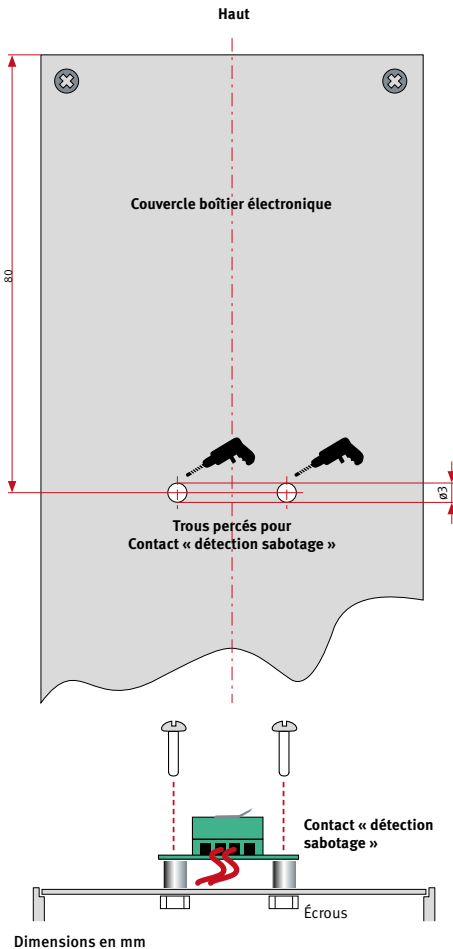 Haut
Couvercle boîtier électronique
80
ø3
Trous percés pour
Contact « détection sabotage »
Contact « détection
sabotage »
Écrous
Dimensions en mm